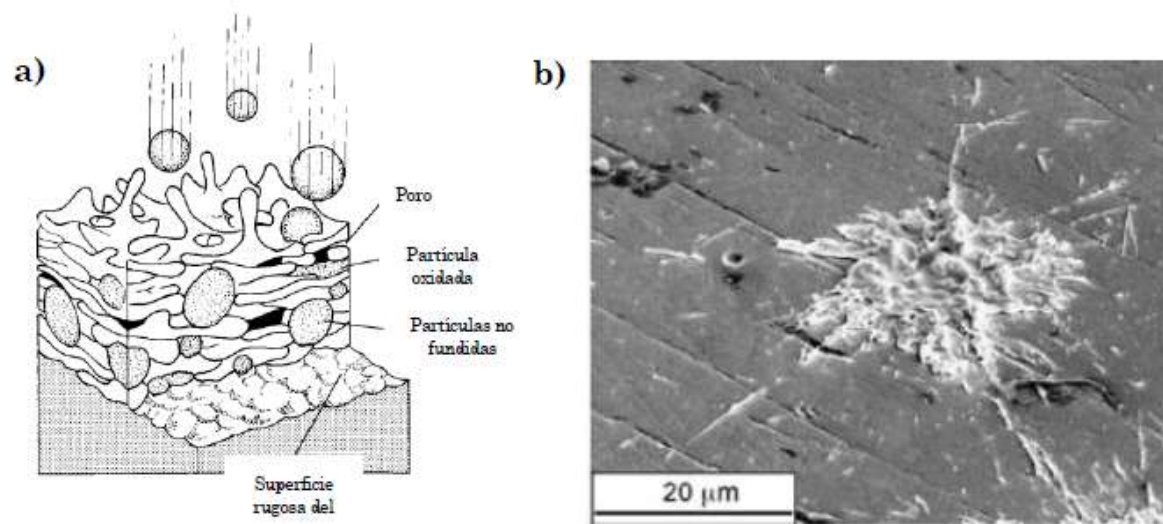 a)
Poro
Partícula
oxidada
Partículas no
fundidas
Superficie
rugosa del
b)
20 µm